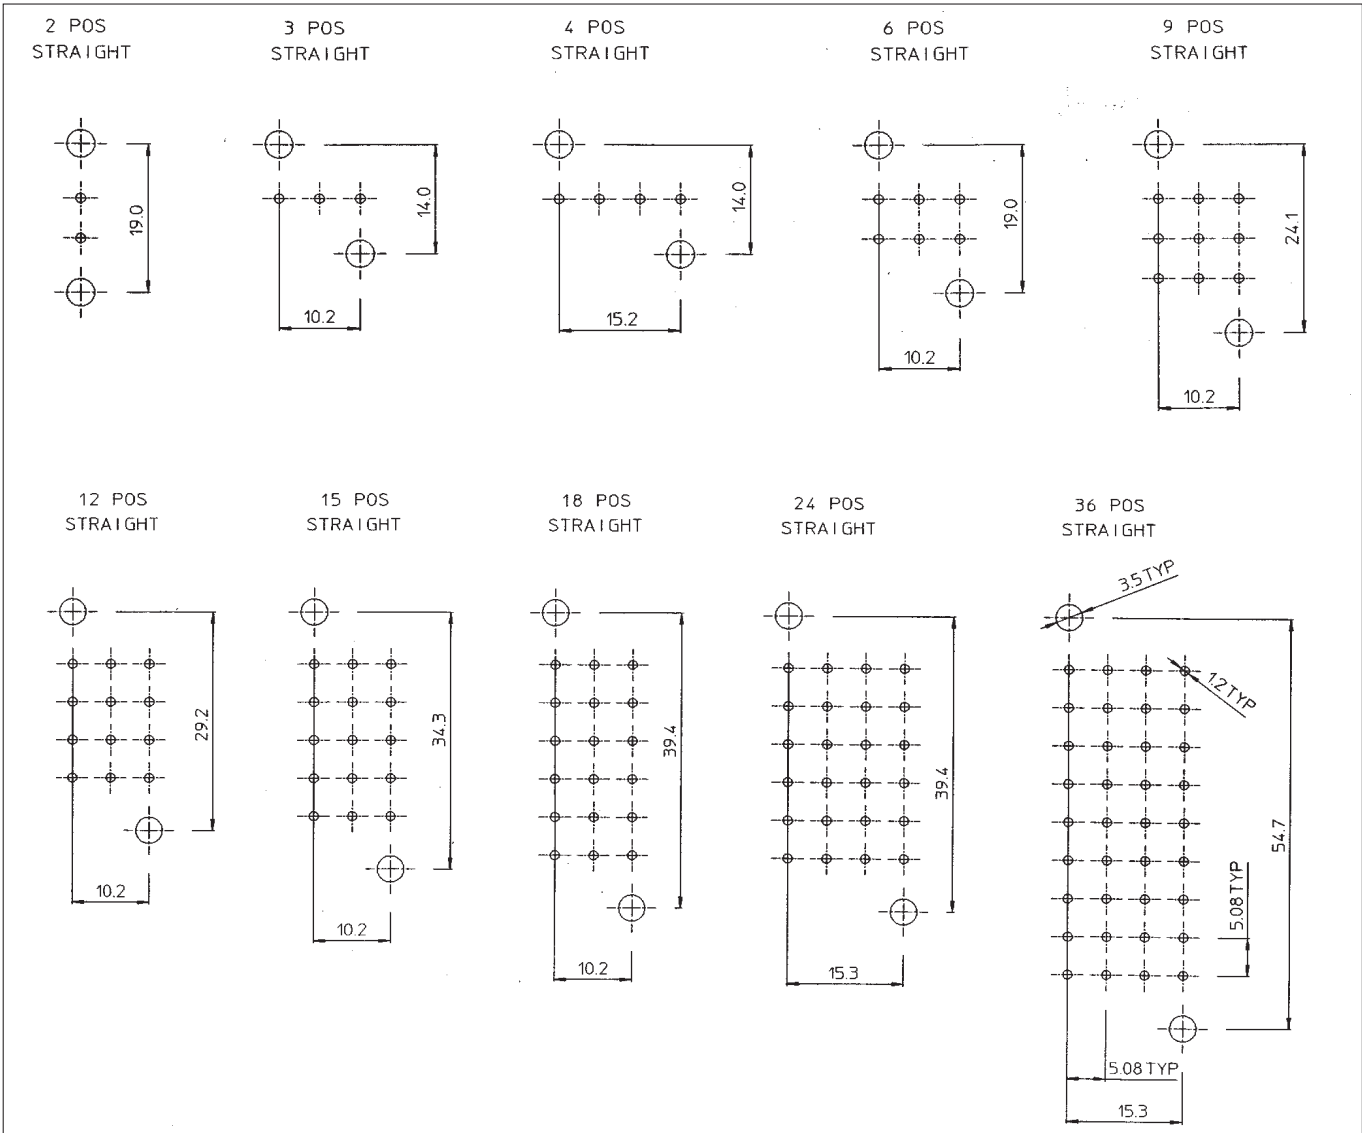 2 POS
STRAIGHT
3 POS
STRAIGHT
4 POS
STRAIGHT
6 POS
STRAIGHT
9 POS
STRAIGHT
19.0
14.0
10.2
14.0
15.2
19.0
10.2
24.1
10.2
12 POS
STRAIGHT
15 POS
STRAIGHT
18 POS
STRAIGHT
24 POS
STRAIGHT
36 POS
STRAIGHT
29.2
10.2
34.3
10.2
39.4
10.2
39.4
15.3
3.5 TYP
1.2 TYP
54.7
5.08 TYP
5.08 TYP
15.3